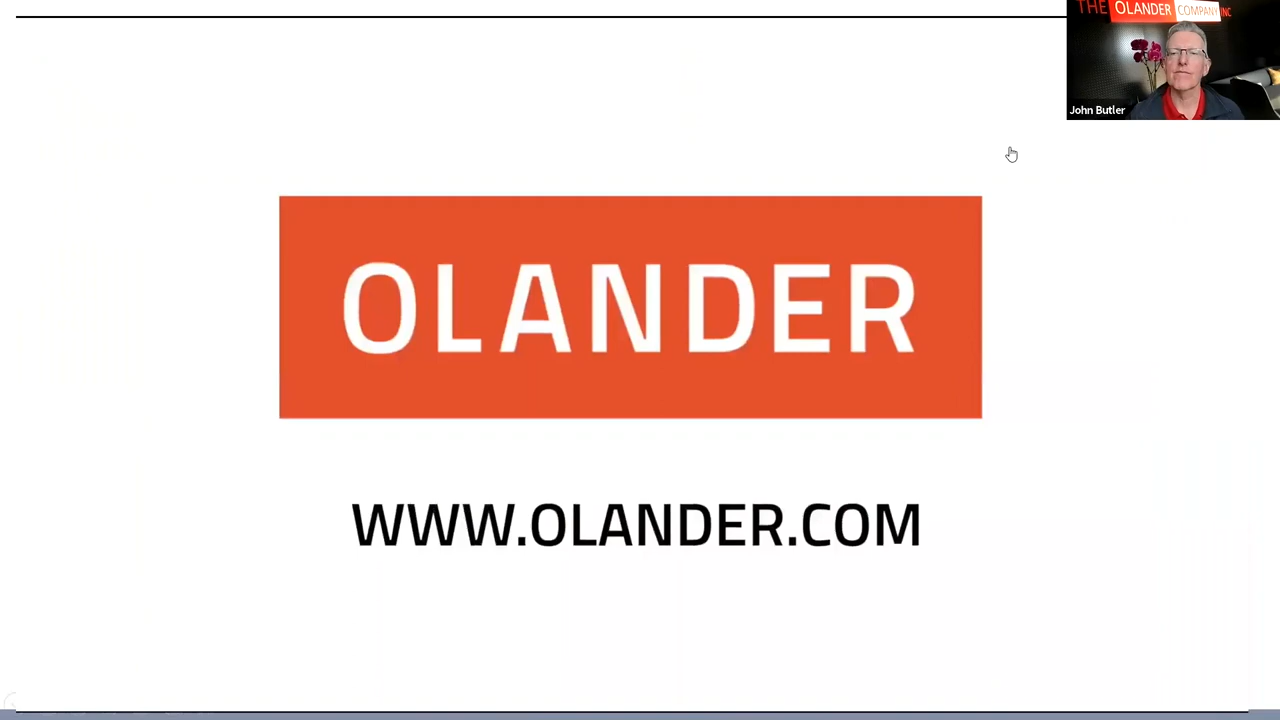 THE OLANDER COMPANY INC
John Butler
OLANDER
WWW.OLANDER.COM